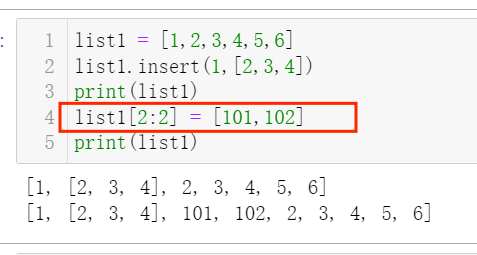 :
1 list1 = [1,2,3,4,5,6]
2 list1.insert(1,[2,3,4])
3 print(list1)
4 list1[2:2] = [101,102]
5 print(list1)
[1, [2, 3, 4], 2, 3, 4, 5, 6]
[1, [2, 3, 4], 101, 102, 2, 3, 4, 5, 6]